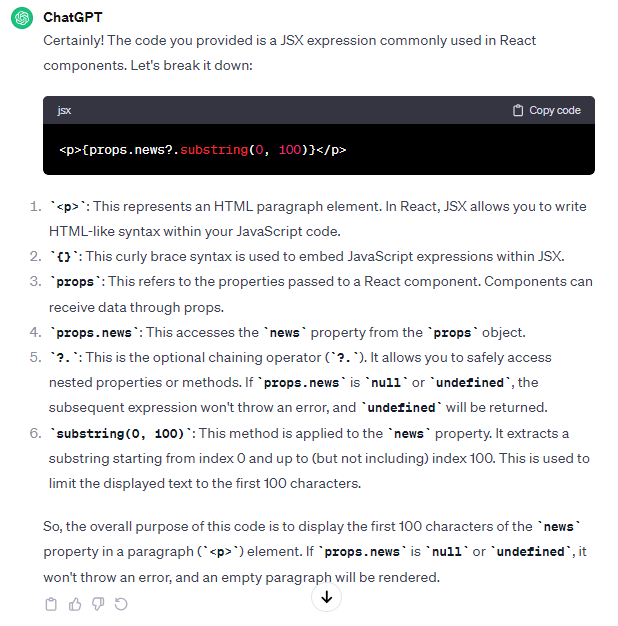 ChatGPT
Certainly! The code you provided is a JSX expression commonly used in React
components. Let's break it down:
jsx
Copy code
<p>{props.news?.substring(0, 100)}</p>
1. `<p>`: This represents an HTML paragraph element. In React, JSX allows you to write
HTML-like syntax within your JavaScript code.
2. `{}`: This curly brace syntax is used to embed JavaScript expressions within JSX.
3. `props`: This refers to the properties passed to a React component. Components can
receive data through props.
4. `props.news`: This accesses the `news` property from the `props` object.
5. `?.`: This is the optional chaining operator (`?.`). It allows you to safely access
nested properties or methods. If `props.news` is `null` or `undefined`, the
subsequent expression won't throw an error, and `undefined` will be returned.
6. `substring(0, 100)`: This method is applied to the `news` property. It extracts a
substring starting from index 0 and up to (but not including) index 100. This is used to
limit the displayed text to the first 100 characters.
So, the overall purpose of this code is to display the first 100 characters of the `news`
property in a paragraph (`<p>`) element. If `props.news` is `null` or `undefined`, it
won't throw an error, and an empty paragraph will be rendered.